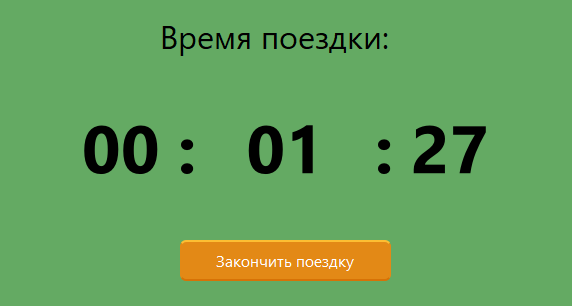 Время поездки:
00 : 01 : 27
Закончить поездку